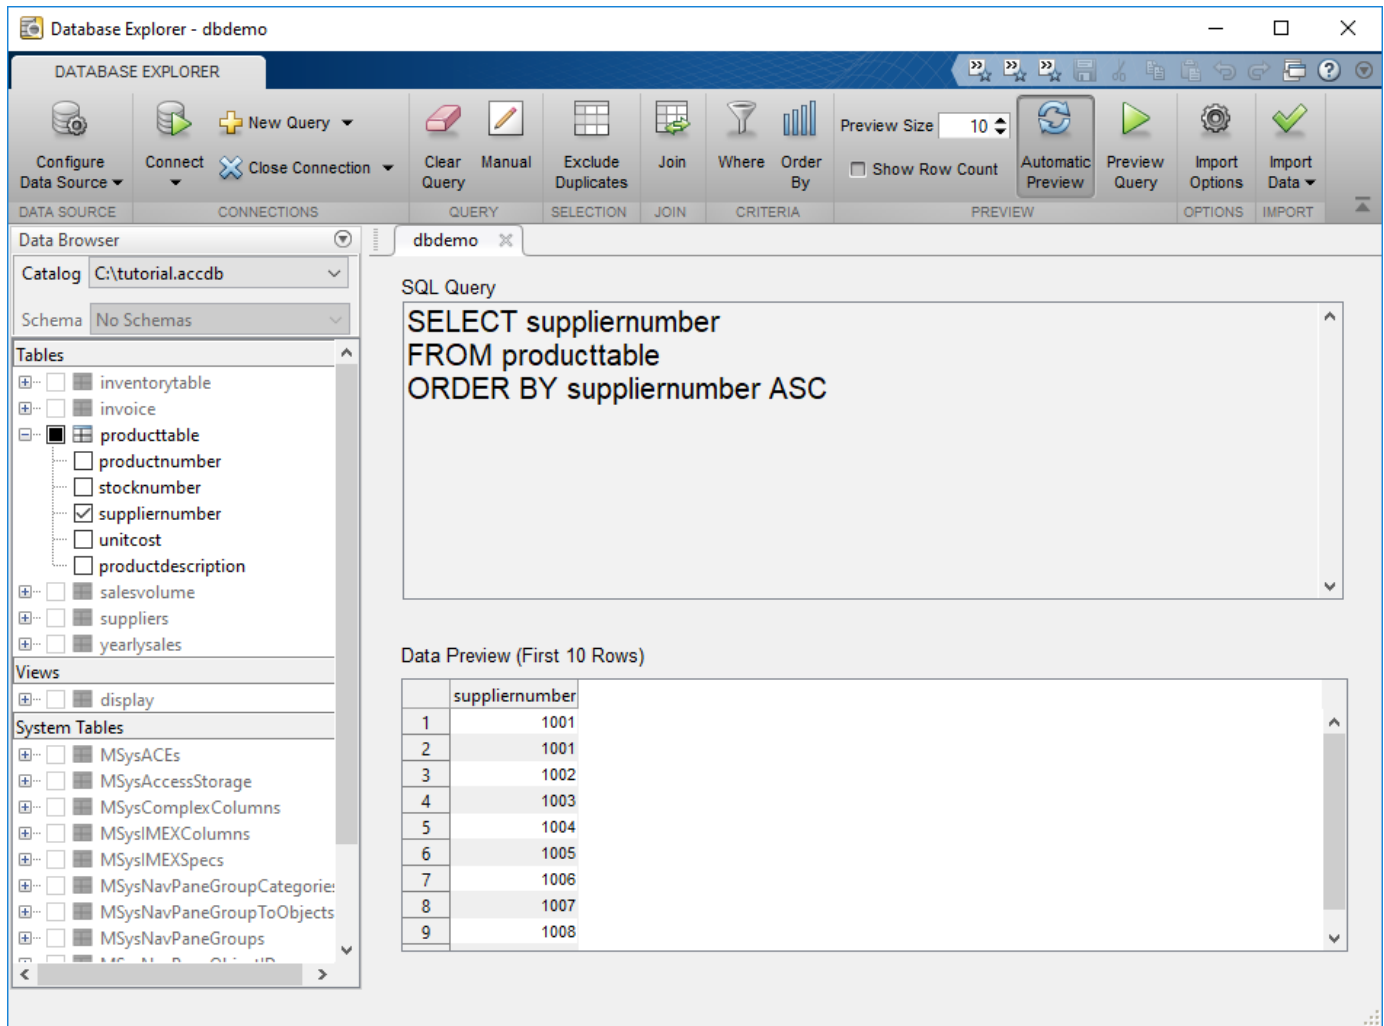 Database Explorer - dbdemo
DATABASE EXPLORER
Configure Data Source
Connect
New Query
Close Connection
Clear Query
Manual
Exclude Duplicates
Join
Where
Order By
Preview Size 10
Show Row Count
Automatic Preview
Preview Query
Import Options
Import Data
DATA SOURCE CONNECTIONS QUERY SELECTION JOIN CRITERIA PREVIEW OPTIONS IMPORT
Data Browser
Catalog C:\tutorial.accdb
Schema No Schemas
Tables
inventorytable
invoice
producttable
productnumber
stocknumber
suppliernumber
unitcost
productdescription
salesvolume
suppliers
yearlysales
Views
display
System Tables
MSysACEs
MSysAccessStorage
MSysComplexColumns
MSysIMEXColumns
MSysIMEXSpecs
MSysNavPaneGroupCategories
MSysNavPaneGroupToObjects
MSysNavPaneGroups
dbdemo
SQL Query
SELECT suppliernumber
FROM producttable
ORDER BY suppliernumber ASC
Data Preview (First 10 Rows)
suppliernumber
1 1001
2 1001
3 1002
4 1003
5 1004
6 1005
7 1006
8 1007
9 1008